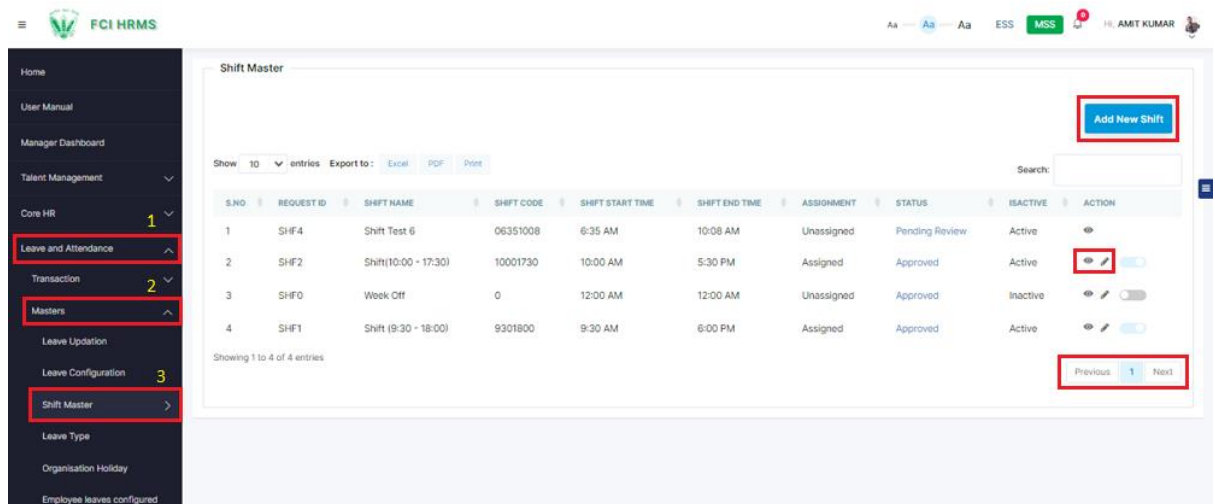 FCI HRMS
Aa Aa Aa ESS MSS 0 HI, AMIT KUMAR
Home
User Manual
Manager Dashboard
Talent Management
Core HR
1
Leave and Attendance
Transaction
2
Masters
Leave Updation
Leave Configuration
3
Shift Master
Leave Type
Organisation Holiday
Employee leaves configured
Shift Master
Add New Shift
Show 10 entries Export to : Excel PDF Print
Search:
S.NO REQUEST ID SHIFT NAME SHIFT CODE SHIFT START TIME SHIFT END TIME ASSIGNMENT STATUS ISACTIVE ACTION
1 SHF4 Shift Test 6 06351008 6:35 AM 10:08 AM Unassigned Pending Review Active
2 SHF2 Shift(10:00 - 17:30) 10001730 10:00 AM 5:30 PM Assigned Approved Active
3 SHF0 Week Off 0 12:00 AM 12:00 AM Unassigned Approved Inactive
4 SHF1 Shift (9:30 - 18:00) 9301800 9:30 AM 6:00 PM Assigned Approved Active
Showing 1 to 4 of 4 entries
Previous 1 Next